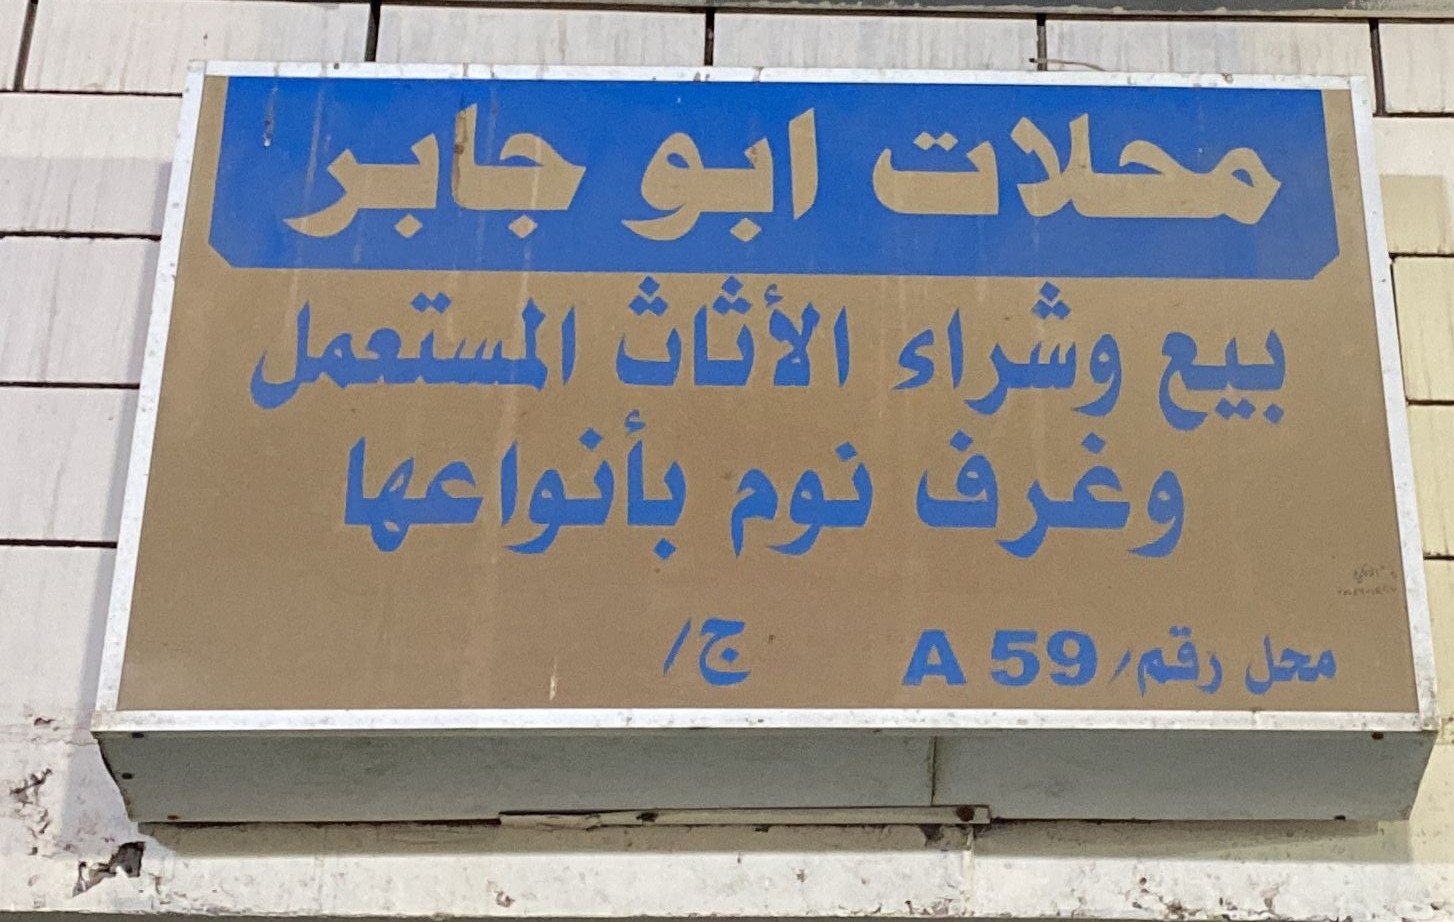 محلات ابو جابر
بيع وشراء الأثاث المستعمل
وغرف نوم بأنواعها
محل رقم/ A 59 ج/